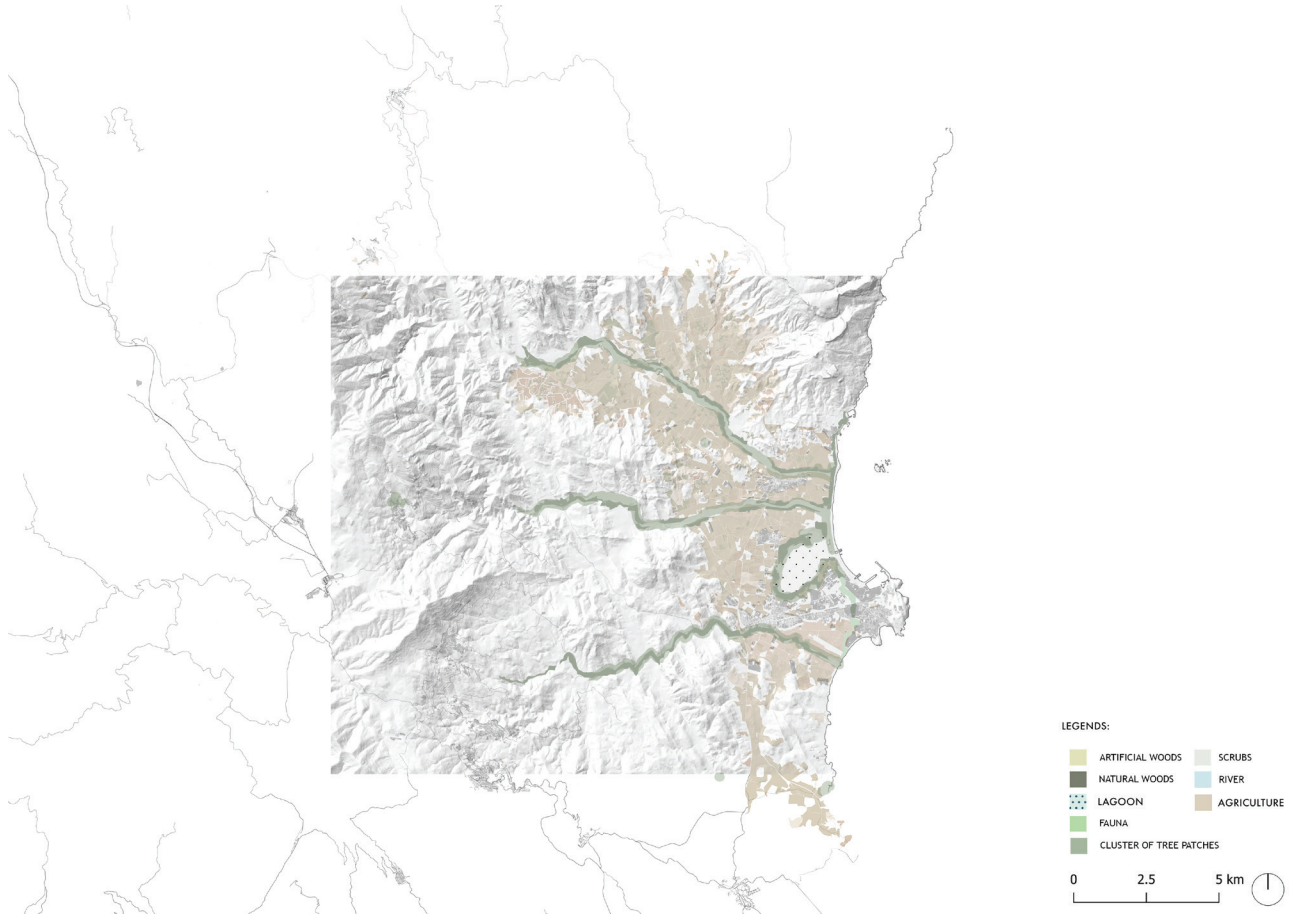 LEGENDS:
ARTIFICIAL WOODS
SCRUBS
NATURAL WOODS
RIVER
LAGOON
AGRICULTURE
FAUNA
CLUSTER OF TREE PATCHES
0 2.5 5 km